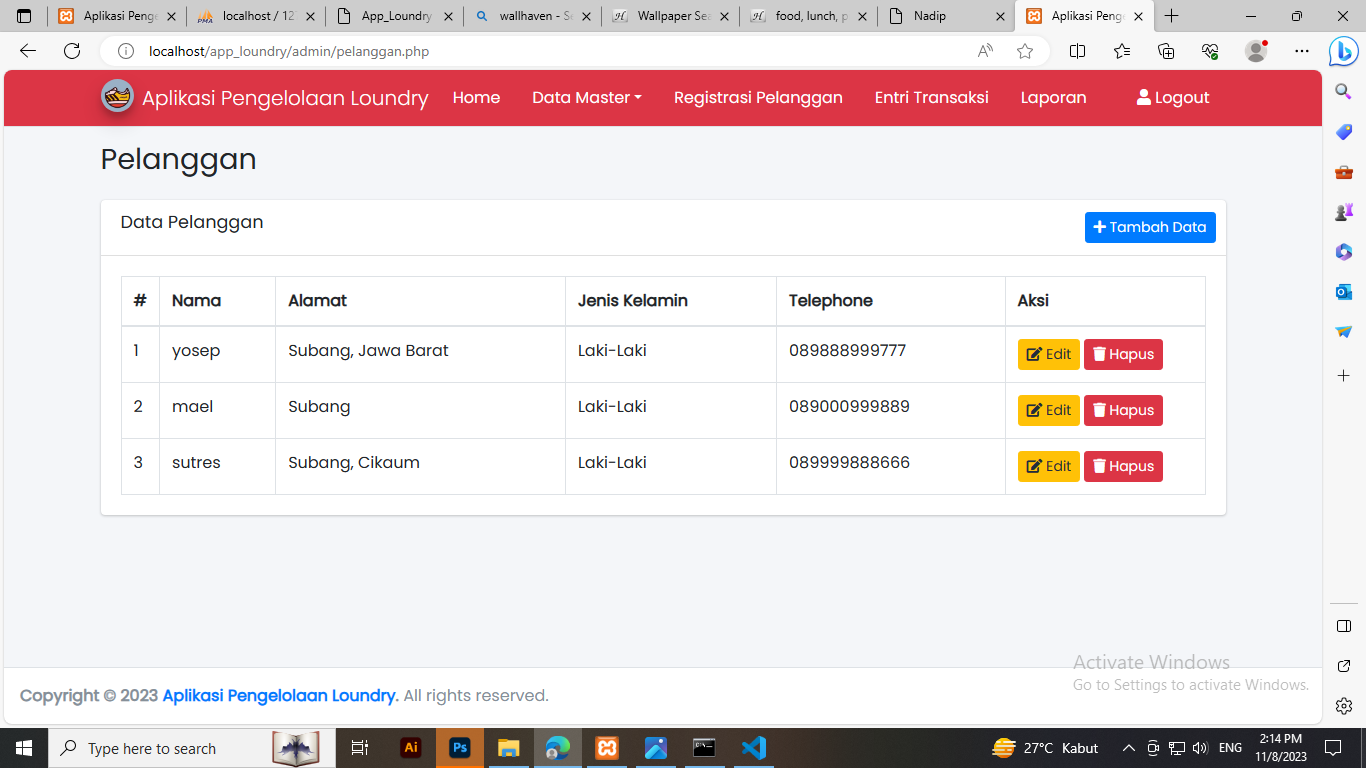 Aplikasi Peng
localhost / 12
App_Loundry
wallhaven - Se
Wallpaper Sea
food, lunch, p
Nadip
Aplikasi Peng
localhost/app_loundry/admin/pelanggan.php
Aplikasi Pengelolaan Loundry
Home
Data Master
Registrasi Pelanggan
Entri Transaksi
Laporan
Logout
Pelanggan
Data Pelanggan
Tambah Data
# Nama Alamat Jenis Kelamin Telephone Aksi
1 yosep Subang, Jawa Barat Laki-Laki 089888999777 Edit Hapus
2 mael Subang Laki-Laki 089000999889 Edit Hapus
3 sutres Subang, Cikaum Laki-Laki 089999888666 Edit Hapus
Activate Windows
Go to Settings to activate Windows.
Copyright © 2023 Aplikasi Pengelolaan Loundry. All rights reserved.
Type here to search
Ai
Ps
27°C Kabut
ENG
2:14 PM
11/8/2023